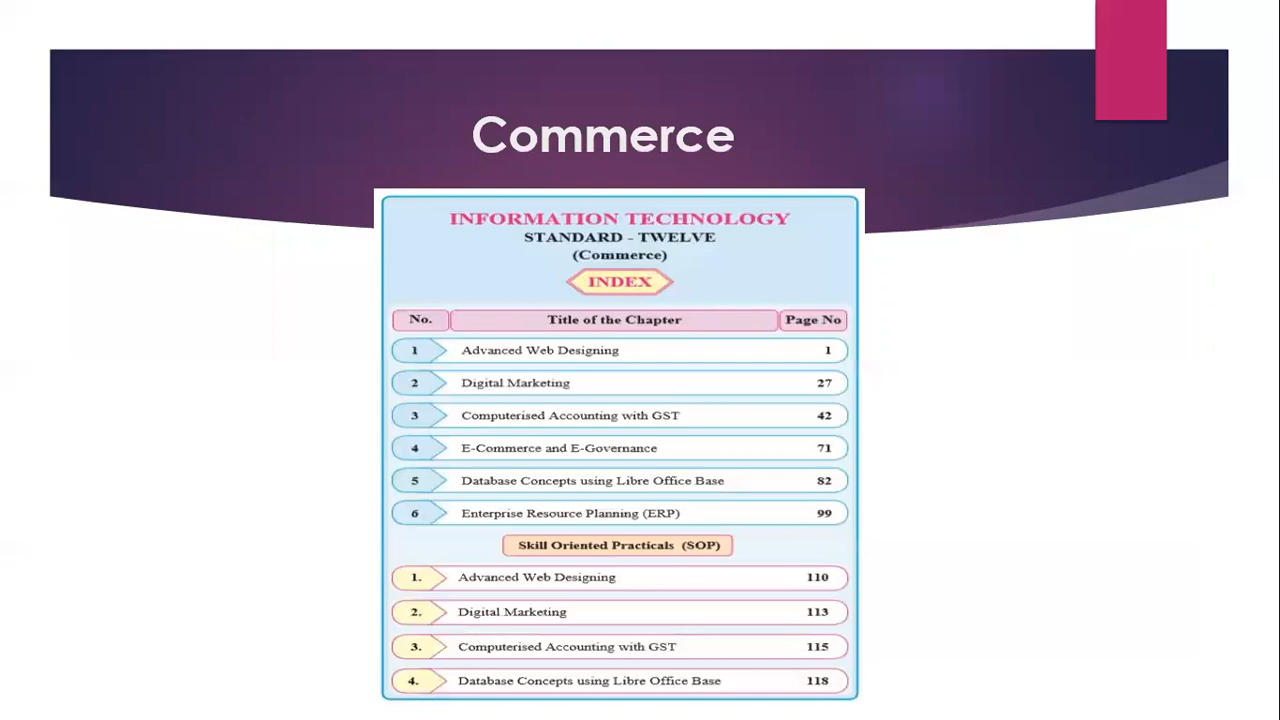 Commerce
INFORMATION TECHNOLOGY
STANDARD - TWELVE
(Commerce)
INDEX
No. Title of the Chapter Page No
1 Advanced Web Designing 1
2 Digital Marketing 27
3 Computerised Accounting with GST 42
4 E-Commerce and E-Governance 71
5 Database Concepts using Libre Office Base 82
6 Enterprise Resource Planning (ERP) 99
Skill Oriented Practicals (SOP)
1. Advanced Web Designing 110
2. Digital Marketing 113
3. Computerised Accounting with GST 115
4. Database Concepts using Libre Office Base 118